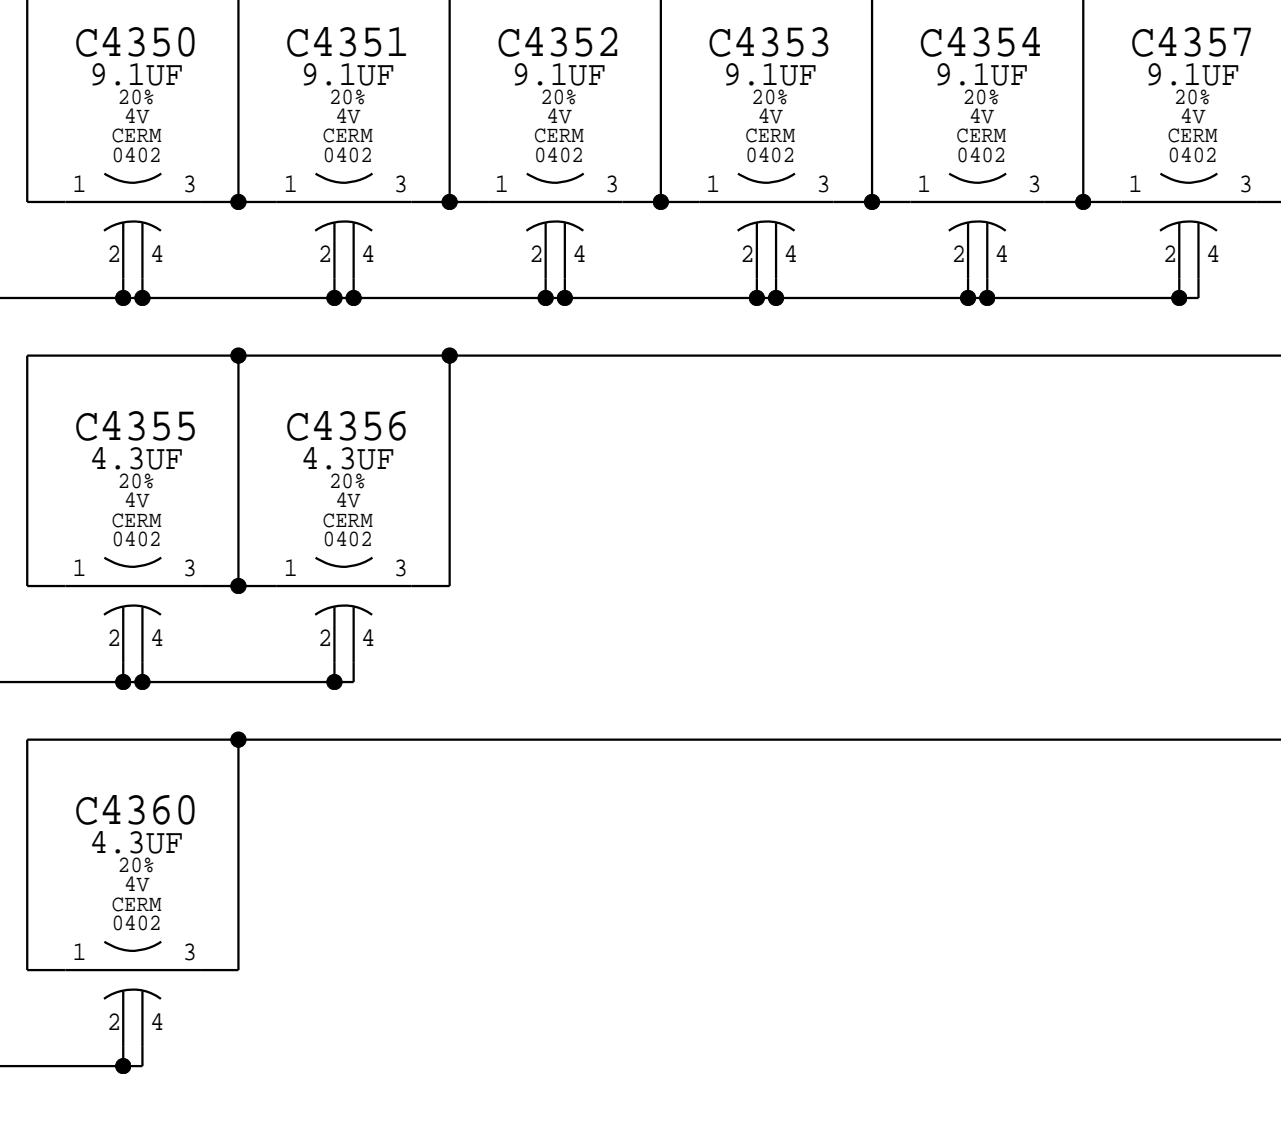 C4350 C4351 C4352 C4353 C4354 C4357
9.1UF 9.1UF 9.1UF 9.1UF 9.1UF 9.1UF
20% 20% 20% 20% 20% 20%
4V 4V 4V 4V 4V 4V
CERM CERM CERM CERM CERM CERM
0402 0402 0402 0402 0402 0402
1 3 1 3 1 3 1 3 1 3 1 3
2 4 2 4 2 4 2 4 2 4 2 4
C4355 C4356
4.3UF 4.3UF
20% 20%
4V 4V
CERM CERM
0402 0402
1 3 1 3
2 4 2 4
C4360
4.3UF
20%
4V
CERM
0402
1 3
2 4